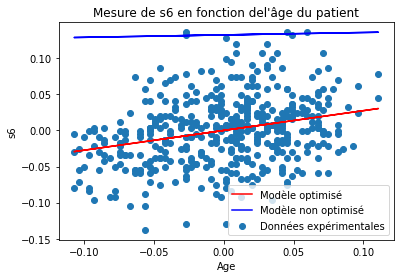 Mesure de s6 en fonction del'âge du patient
0.10
0.05
0.00
−0.05
−0.10
−0.15
s6
−0.10
−0.05
0.00
0.05
0.10
Age
Modèle optimisé
Modèle non optimisé
Données expérimentales